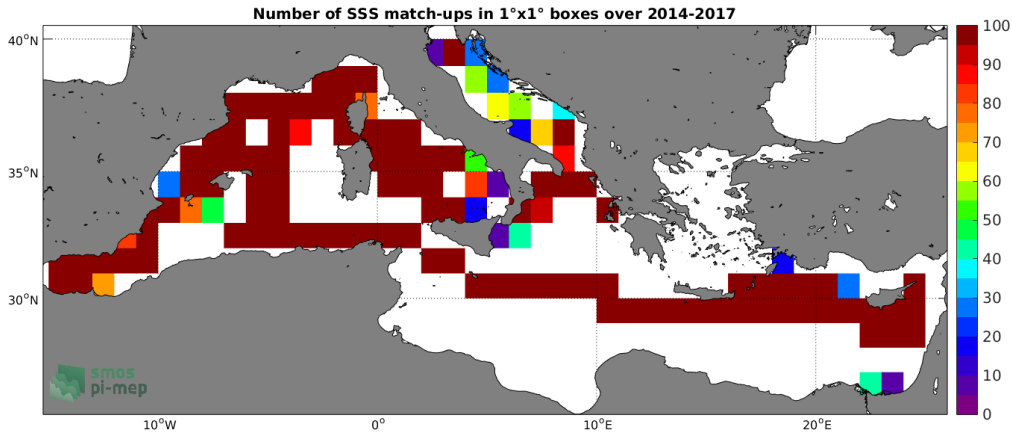 Number of SSS match-ups in 1°x1° boxes over 2014-2017
40°N
35°N
30°N
10°W
0°
10°E
20°E
100
90
80
70
60
50
40
30
20
10
0
smos
pi-mep